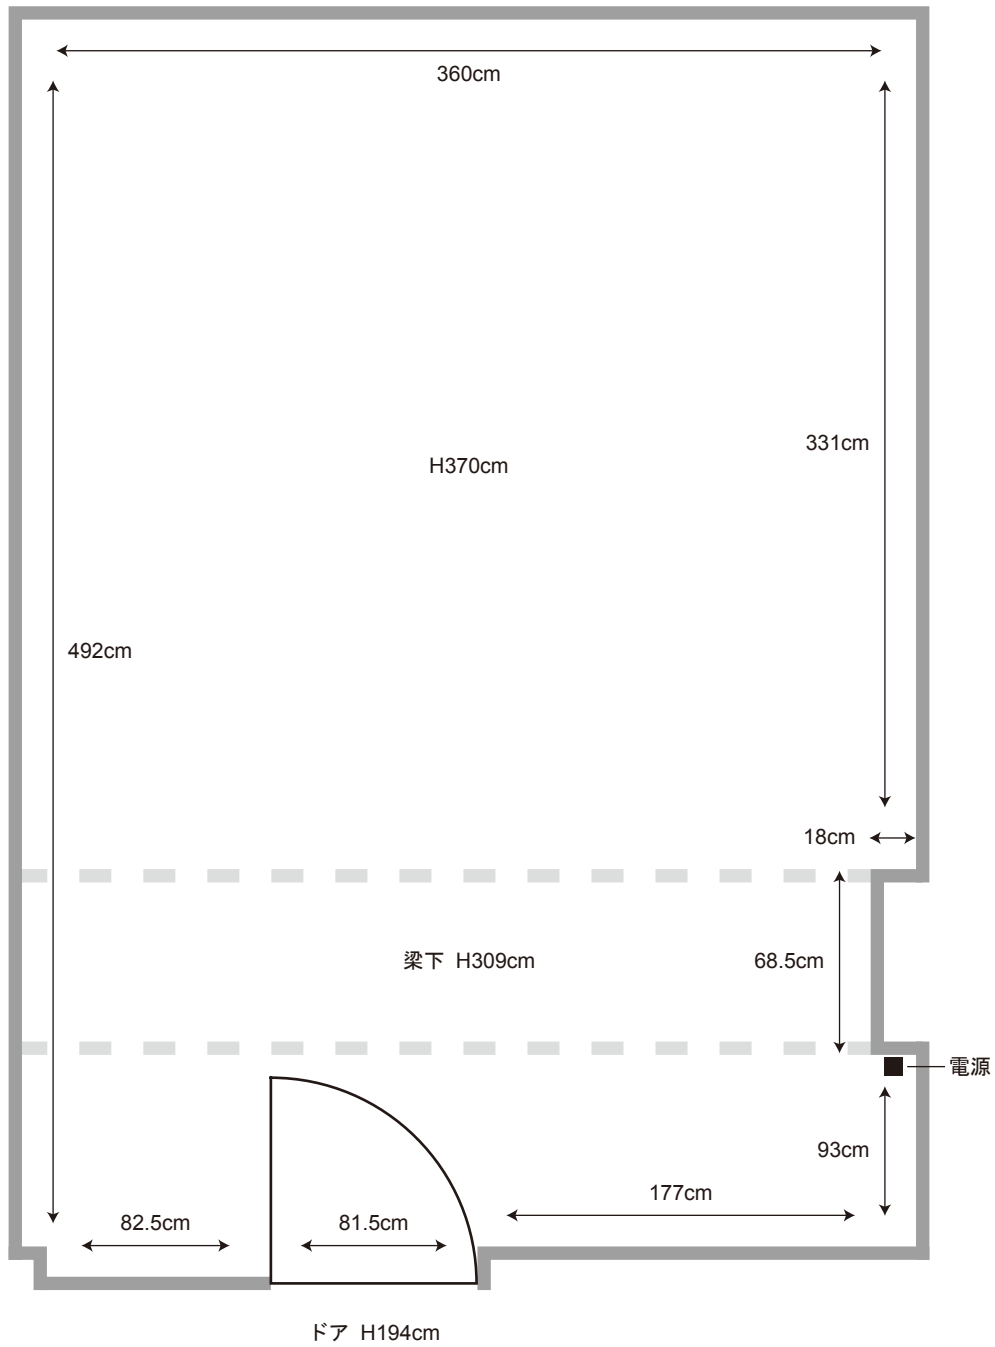 360cm
331cm
H370cm
492cm
18cm
梁下 H309cm
68.5cm
電源
93cm
177cm
82.5cm
81.5cm
ドア H194cm